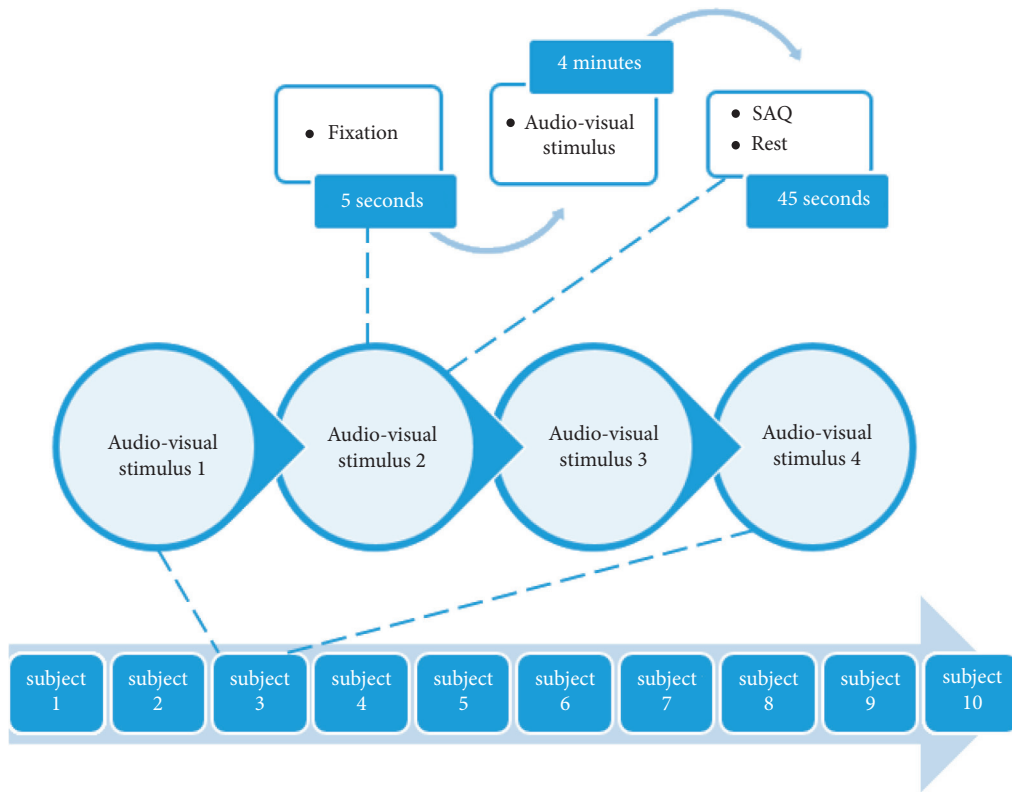 4 minutes
• Fixation
• Audio-visual
stimulus
• SAQ
• Rest
5 seconds
45 seconds
Audio-visual
stimulus 1
Audio-visual
stimulus 2
Audio-visual
stimulus 3
Audio-visual
stimulus 4
subject
1
subject
2
subject
3
subject
4
subject
5
subject
6
subject
7
subject
8
subject
9
subject
10